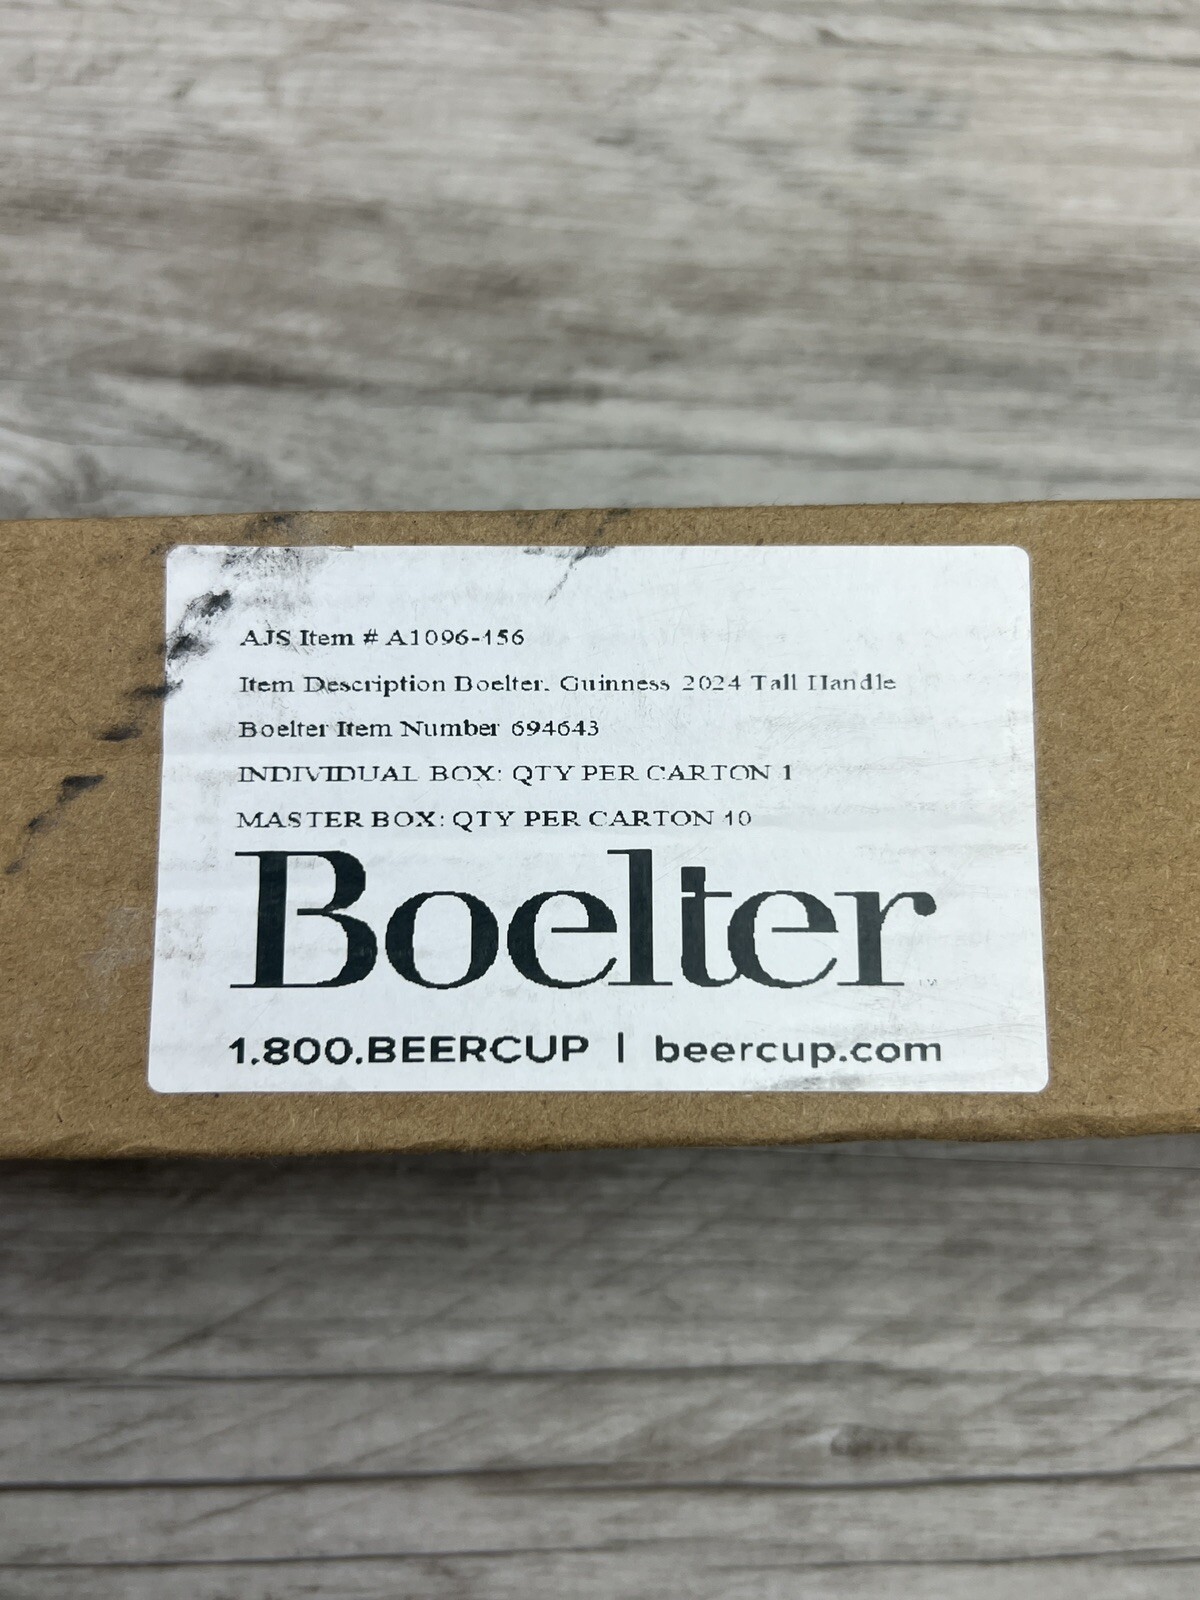 AJS Item # A1096-156
Item Description Boelter. Guinness 2024 Tall Handle
Boelter Item Number 694643
INDIVIDUAL BOX: QTY PER CARTON 1
MASTER BOX: QTY PER CARTON 10
Boelter™
1.800.BEERCUP | beercup.com